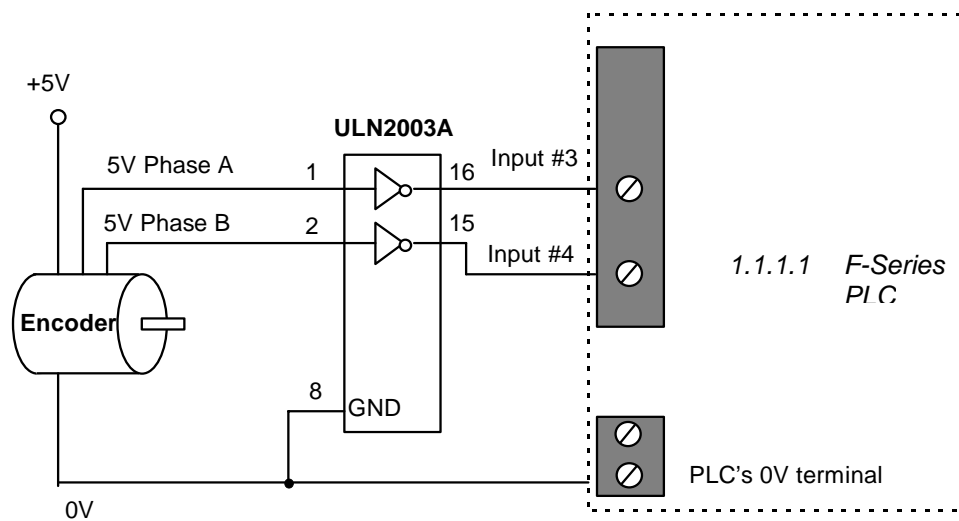 +5V
ULN2003A
5V Phase A
1
16
Input #3
5V Phase B
2
15
Input #4
1.1.1.1 F-Series
PLC
Encoder
8
GND
PLC's 0V terminal
0V